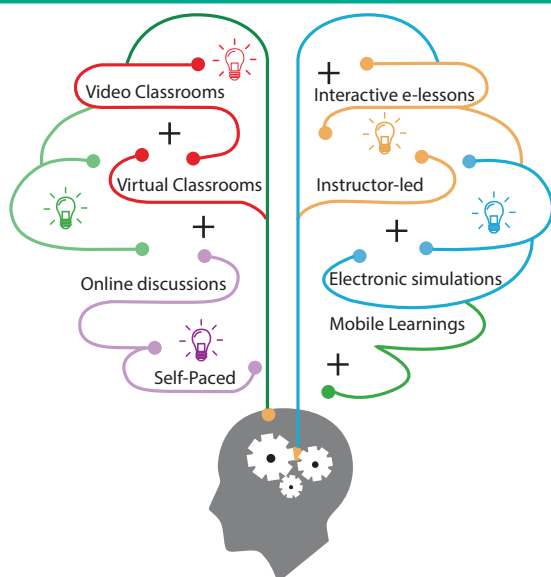 Video Classrooms
+
Virtual Classrooms
+
Online discussions
Self-Paced
+
Interactive e-lessons
Instructor-led
+
Electronic simulations
Mobile Learnings
+